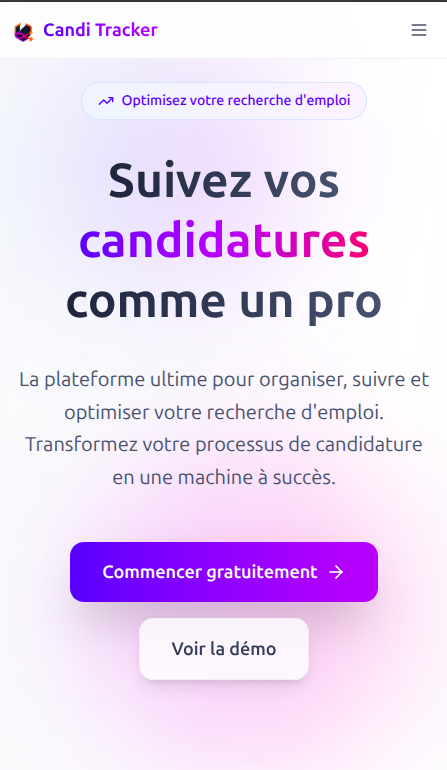 Candi Tracker
Optimisez votre recherche d'emploi
Suivez vos
candidatures
comme un pro
La plateforme ultime pour organiser, suivre et
optimiser votre recherche d'emploi.
Transformez votre processus de candidature
en une machine à succès.
Commencer gratuitement
Voir la démo